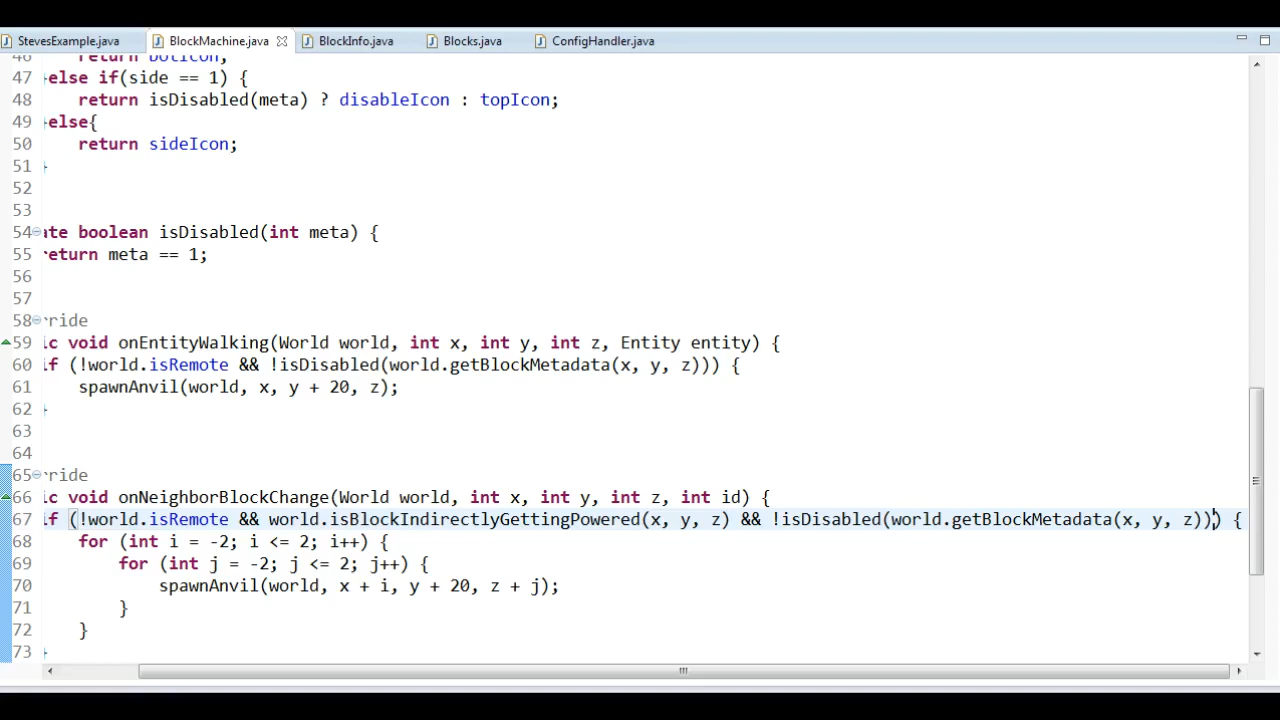 StevesExample.java BlockMachine.java BlockInfo.java Blocks.java ConfigHandler.java
46 return botIcon;
47 else if(side == 1) {
48 return isDisabled(meta) ? disableIcon : topIcon;
49 else{
50 return sideIcon;
51
52
53
54 ate boolean isDisabled(int meta) {
55 return meta == 1;
56
57
58 rride
59 ic void onEntityWalking(World world, int x, int y, int z, Entity entity) {
60 if (!world.isRemote && !isDisabled(world.getBlockMetadata(x, y, z))) {
61 spawnAnvil(world, x, y + 20, z);
62
63
64
65 rride
66 ic void onNeighborBlockChange(World world, int x, int y, int z, int id) {
67 if (!world.isRemote && world.isBlockIndirectlyGettingPowered(x, y, z) && !isDisabled(world.getBlockMetadata(x, y, z))) {
68 for (int i = -2; i <= 2; i++) {
69 for (int j = -2; j <= 2; j++) {
70 spawnAnvil(world, x + i, y + 20, z + j);
71 }
72 }
73